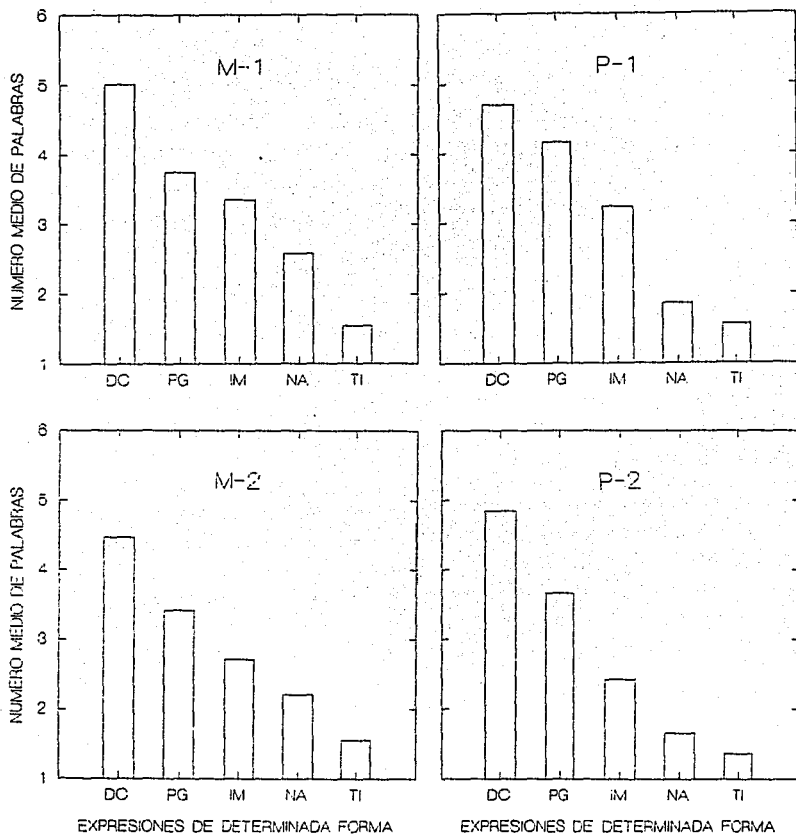 NUMERO MEDIO DE PALABRAS
6
5
4
3
2
1
M-1
DC PG IM NA TI
P-1
DC PG IM NA TI
NUMERO MEDIO DE PALABRAS
6
5
4
3
2
1
M-2
DC PG IM NA TI
EXPRESIONES DE DETERMINADA FORMA
P-2
DC PG IM NA TI
EXPRESIONES DE DETERMINADA FORMA